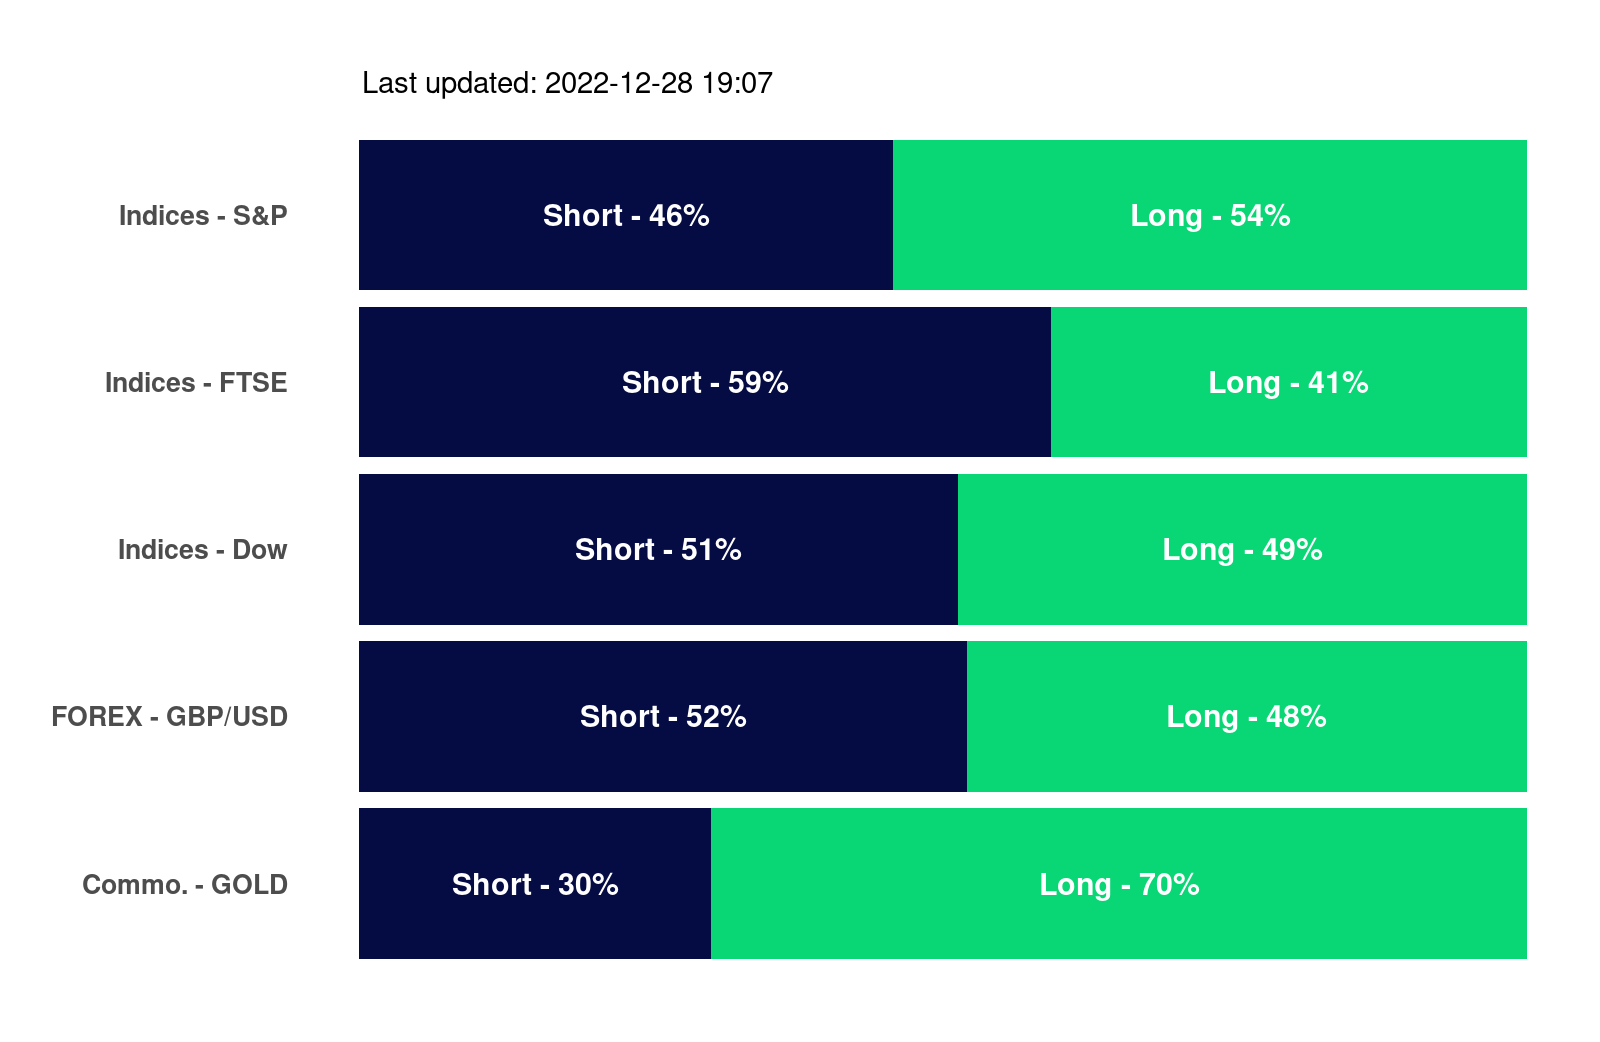 Last updated: 2022-12-28 19:07
Indices - S&P Short - 46% Long - 54%
Indices - FTSE Short - 59% Long - 41%
Indices - Dow Short - 51% Long - 49%
FOREX - GBP/USD Short - 52% Long - 48%
Commo. - GOLD Short - 30% Long - 70%